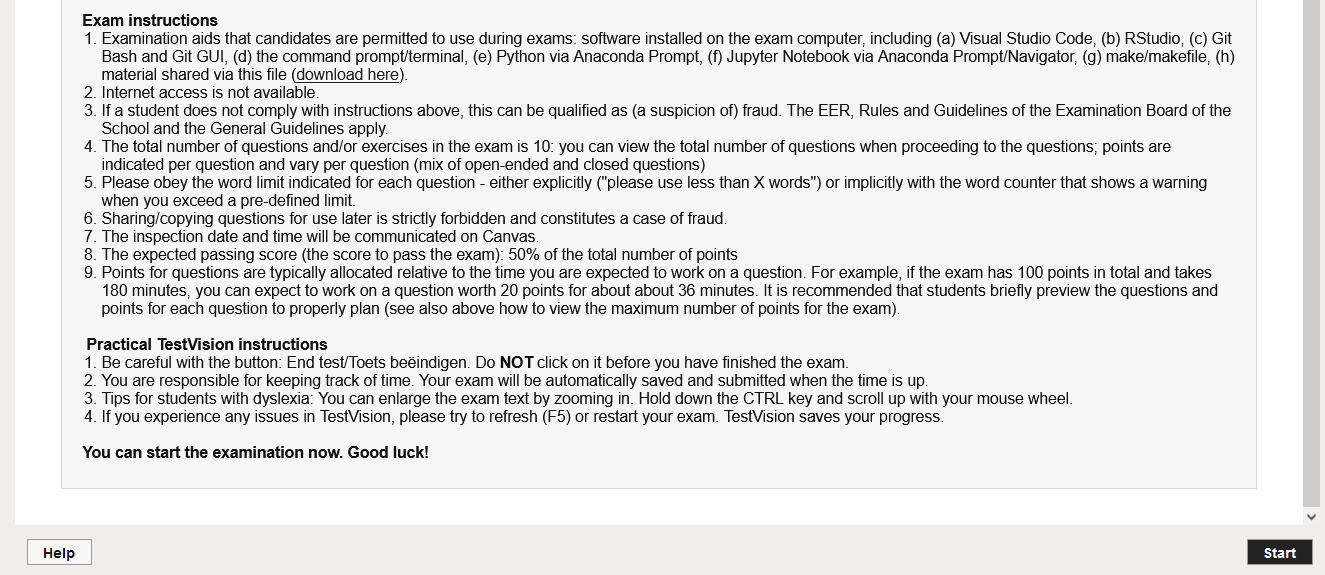 Exam instructions
1. Examination aids that candidates are permitted to use during exams: software installed on the exam computer, including (a) Visual Studio Code, (b) RStudio, (c) Git
Bash and Git GUI, (d) the command prompt/terminal, (e) Python via Anaconda Prompt, (f) Jupyter Notebook via Anaconda Prompt/Navigator, (g) make/makefile, (h)
material shared via this file (download here).
2. Internet access is not available.
3. If a student does not comply with instructions above, this can be qualified as (a suspicion of) fraud. The EER, Rules and Guidelines of the Examination Board of the
School and the General Guidelines apply.
4. The total number of questions and/or exercises in the exam is 10: you can view the total number of questions when proceeding to the questions; points are
indicated per question and vary per question (mix of open-ended and closed questions)
5. Please obey the word limit indicated for each question - either explicitly ("please use less than X words") or implicitly with the word counter that shows a warning
when you exceed a pre-defined limit.
6. Sharing/copying questions for use later is strictly forbidden and constitutes a case of fraud.
7. The inspection date and time will be communicated on Canvas.
8. The expected passing score (the score to pass the exam): 50% of the total number of points
9. Points for questions are typically allocated relative to the time you are expected to work on a question. For example, if the exam has 100 points in total and takes
180 minutes, you can expect to work on a question worth 20 points for about about 36 minutes. It is recommended that students briefly preview the questions and
points for each question to properly plan (see also above how to view the maximum number of points for the exam).
Practical TestVision instructions
1. Be careful with the button: End test/Toets beëindigen. Do NOT click on it before you have finished the exam.
2. You are responsible for keeping track of time. Your exam will be automatically saved and submitted when the time is up.
3. Tips for students with dyslexia: You can enlarge the exam text by zooming in. Hold down the CTRL key and scroll up with your mouse wheel.
4. If you experience any issues in TestVision, please try to refresh (F5) or restart your exam. TestVision saves your progress.
You can start the examination now. Good luck!
Help
Start